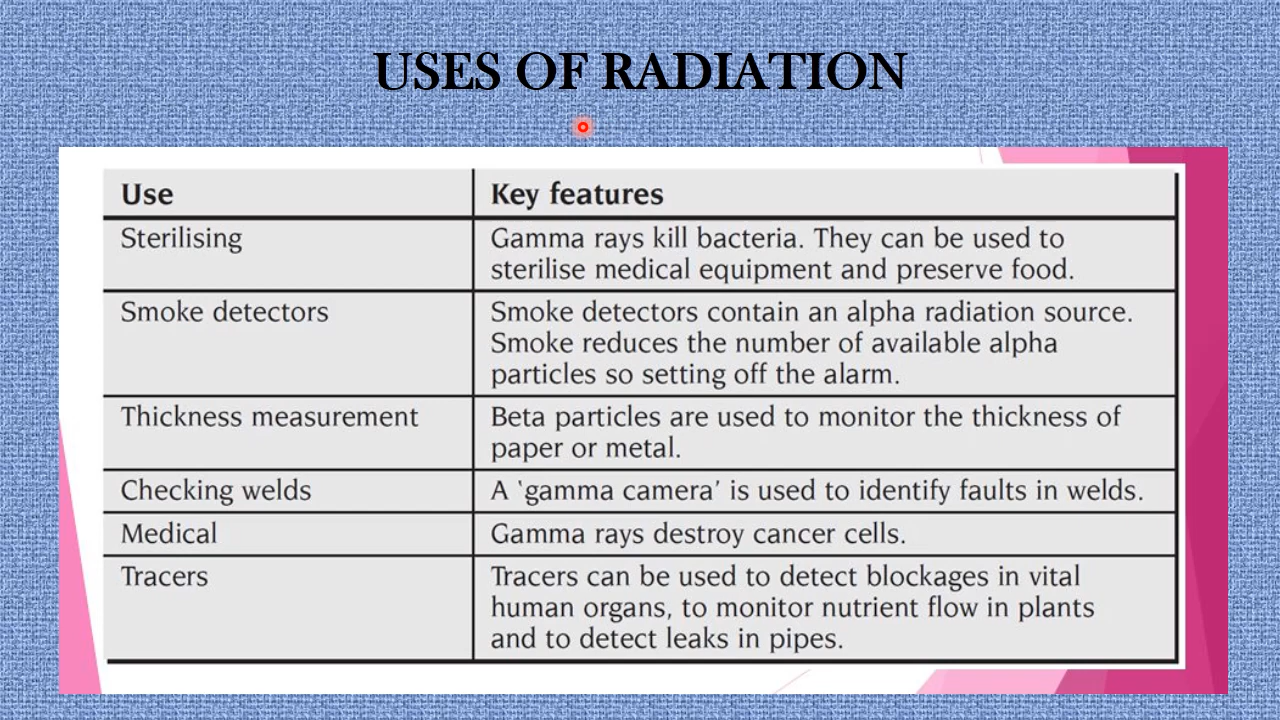 USES OF RADIATION
Use
Key features
Sterilising
Gamma rays kill bacteria. They can be used to
sterilise medical equipment and preserve food.
Smoke detectors
Smoke detectors contain an alpha radiation source.
Smoke reduces the number of available alpha
particles so setting off the alarm.
Thickness measurement
Beta particles are used to monitor the thickness of
paper or metal.
Checking welds
A ‘gamma camera’ is used to identify faults in welds.
Medical
Gamma rays destroy cancer cells.
Tracers
Tracers can be used to detect blockages in vital
human organs, to monitor nutrient flow in plants
and to detect leaks in pipes.